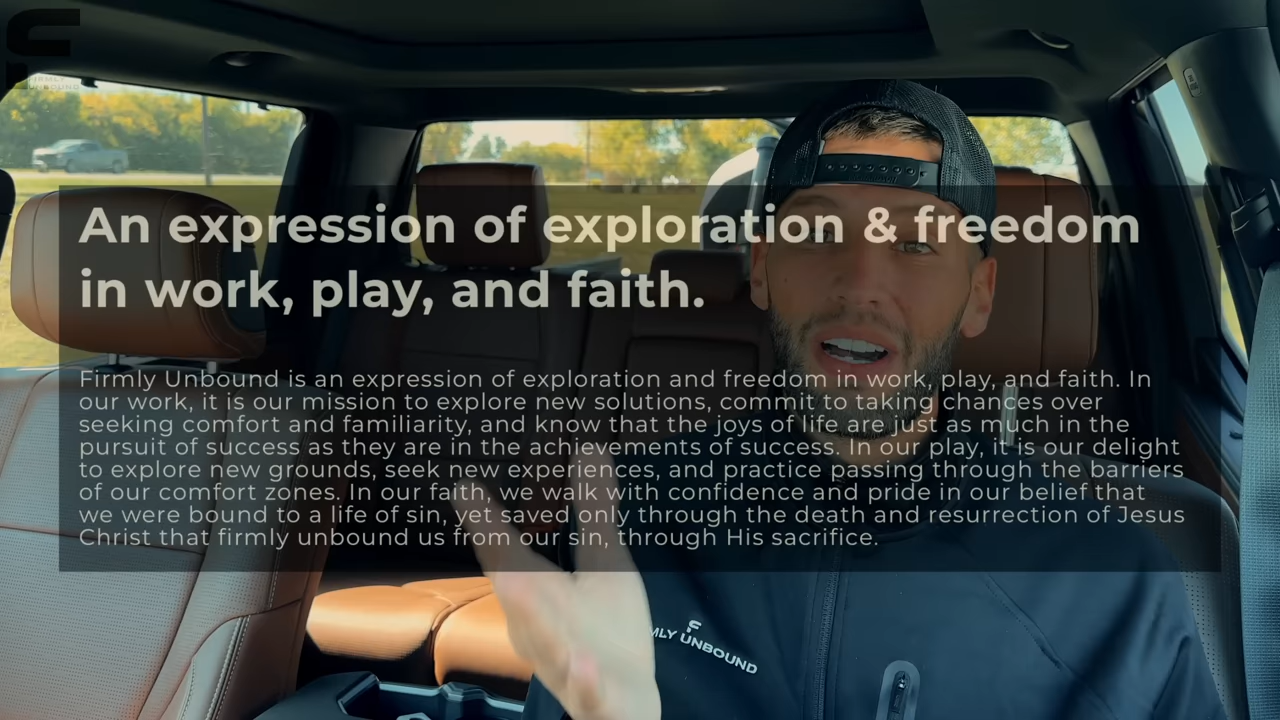 FIRMLY
UNBOUND
An expression of exploration & freedom
in work, play, and faith.
Firmly Unbound is an expression of exploration and freedom in work, play, and faith. In
our work, it is our mission to explore new solutions, commit to taking chances over
seeking comfort and familiarity, and know that the joys of life are just as much in the
pursuit of success as they are in the achievements of success. In our play, it is our delight
to explore new grounds, seek new experiences, and practice passing through the barriers
of our comfort zones. In our faith, we walk with confidence and pride in our belief that
we were bound to a life of sin, yet saved only through the death and resurrection of Jesus
Christ that firmly unbound us from our sin, through His sacrifice.
MLY UNBOUND